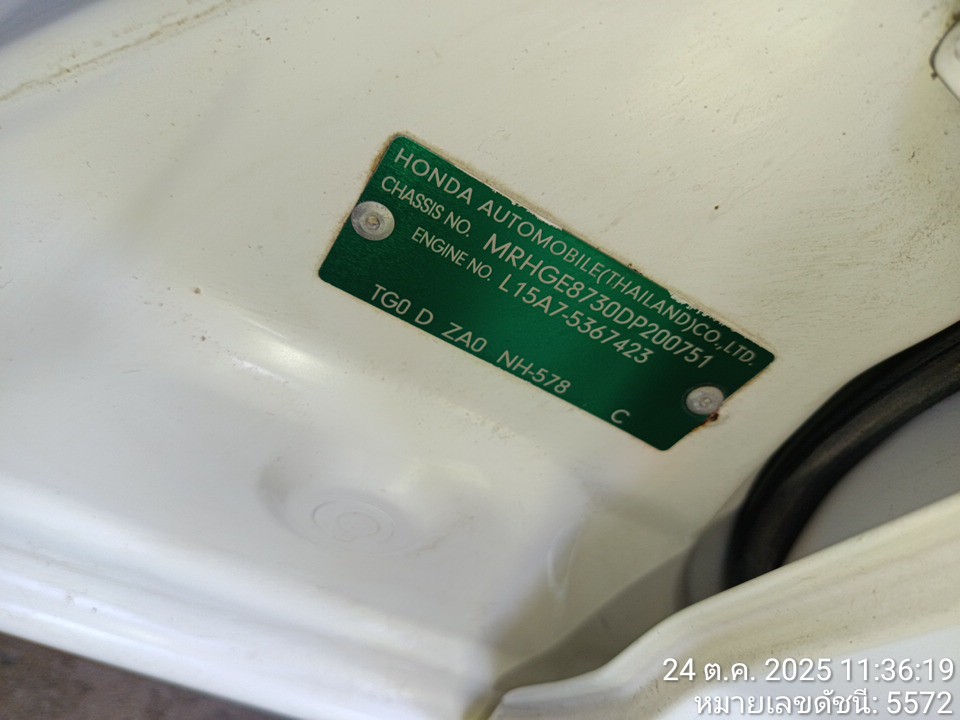 HONDA AUTOMOBILE(THAILAND)CO.,LTD.
CHASSIS NO. MRHGE8730DP200751
ENGINE NO. L15A7-5367423
TG0 D ZA0 NH-578 C
24 ต.ค. 2025 11:36:19
หมายเลขดัชนี: 5572